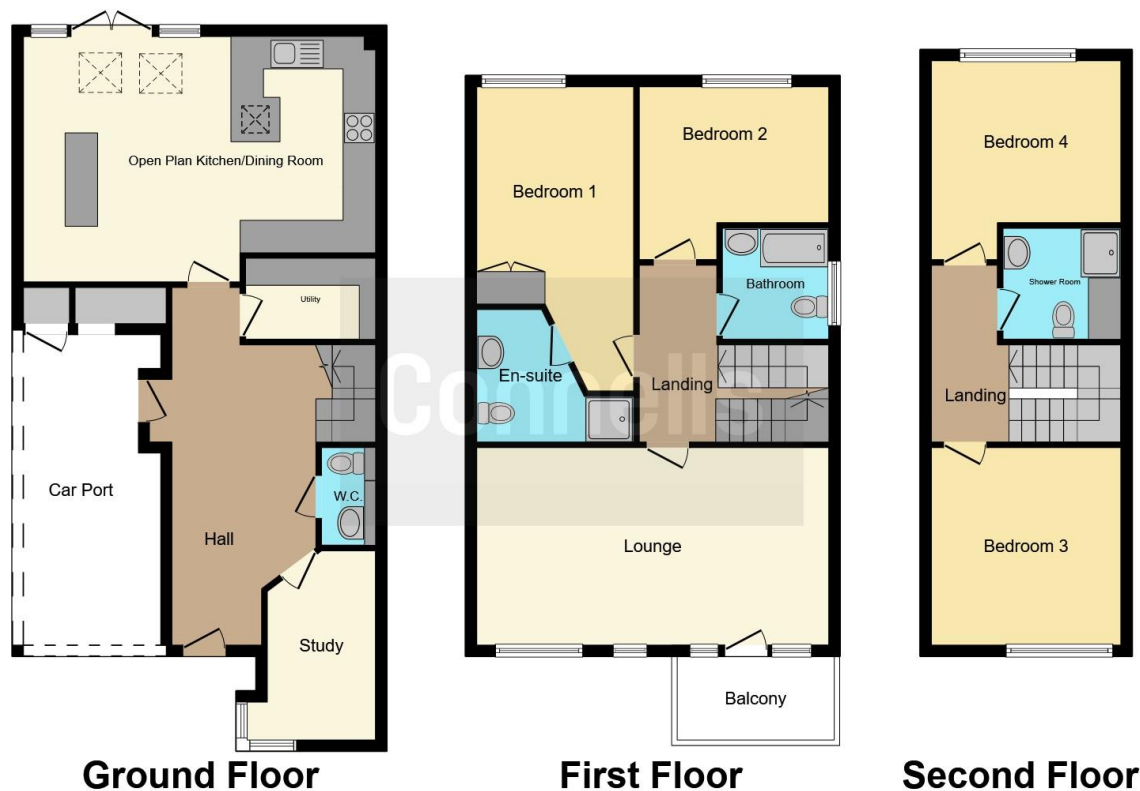 Open Plan Kitchen/Dining Room
Utility
Car Port
Hall
W.C.
Study
Ground Floor
Bedroom 1
Bedroom 2
Bathroom
En-suite
Landing
Connells
Lounge
Balcony
First Floor
Bedroom 4
Shower Room
Landing
Bedroom 3
Second Floor